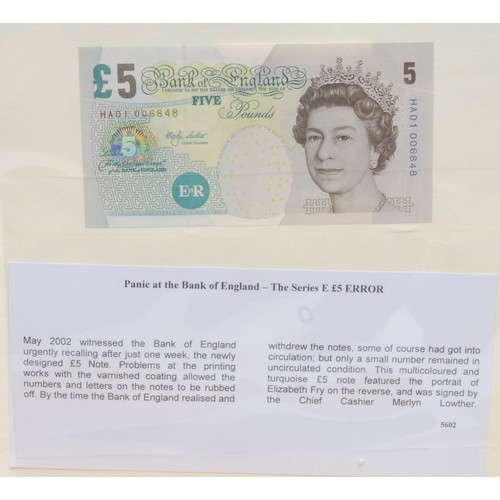 £5
Bank of England
5
FIVE
Pounds
HA01 006848
HA01 006848
5
BANK of ENGLAND
E R
Panic at the Bank of England – The Series E £5 ERROR
May 2002 witnessed the Bank of England
urgently recalling after just one week, the newly
designed £5 Note. Problems at the printing
works with the varnished coating allowed the
numbers and letters on the notes to be rubbed
off. By the time the Bank of England realised and
withdrew the notes, some of course had got into
circulation; but only a small number remained in
uncirculated condition. This multicoloured and
turquoise £5 note featured the portrait of
Elizabeth Fry on the reverse, and was signed by
the Chief Cashier Merlyn Lowther.
5602